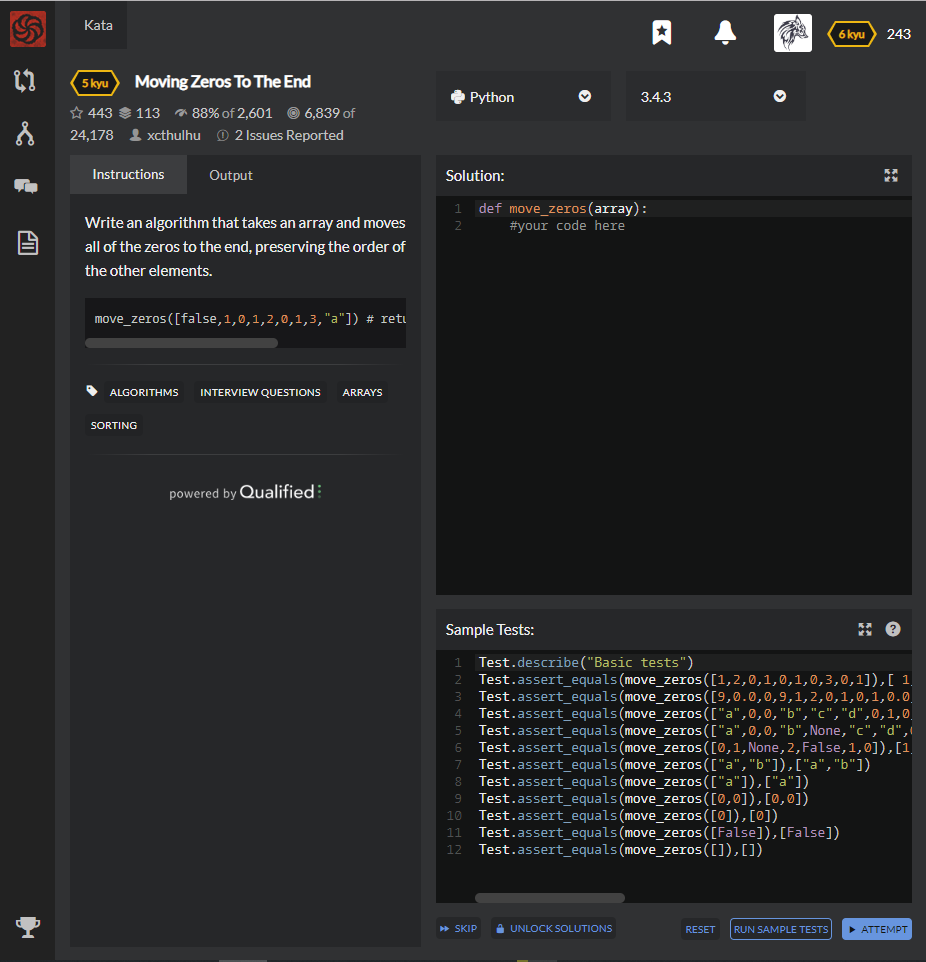 Kata
6 kyu 243
5 kyu Moving Zeros To The End
443 113 88% of 2,601 6,839 of
24,178 xcthulhu 2 Issues Reported
Python
3.4.3
Instructions Output
Write an algorithm that takes an array and moves
all of the zeros to the end, preserving the order of
the other elements.
move_zeros([false,1,0,1,2,0,1,3,"a"]) # retu
ALGORITHMS INTERVIEW QUESTIONS ARRAYS
SORTING
powered by Qualified
Solution:
1 def move_zeros(array):
2 #your code here
Sample Tests:
1 Test.describe("Basic tests")
2 Test.assert_equals(move_zeros([1,2,0,1,0,1,0,3,0,1]),[ 1,
3 Test.assert_equals(move_zeros([9,0.0,0,9,1,2,0,1,0,1,0.0
4 Test.assert_equals(move_zeros(["a",0,0,"b","c","d",0,1,0
5 Test.assert_equals(move_zeros(["a",0,0,"b",None,"c","d",
6 Test.assert_equals(move_zeros([0,1,None,2,False,1,0]),[1,
7 Test.assert_equals(move_zeros(["a","b"]),["a","b"])
8 Test.assert_equals(move_zeros(["a"]),["a"])
9 Test.assert_equals(move_zeros([0,0]),[0,0])
10 Test.assert_equals(move_zeros([0]),[0])
11 Test.assert_equals(move_zeros([False]),[False])
12 Test.assert_equals(move_zeros([]),[])
SKIP UNLOCK SOLUTIONS RESET RUN SAMPLE TESTS ATTEMPT